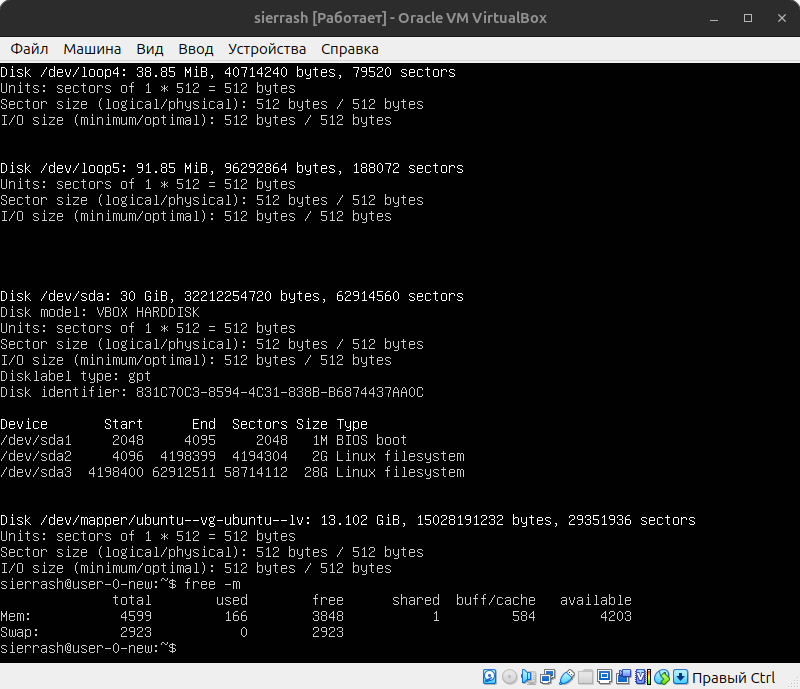 sierrash [Работает] - Oracle VM VirtualBox
Файл Машина Вид Ввод Устройства Справка
Disk /dev/loop4: 38.85 MiB, 40714240 bytes, 79520 sectors
Units: sectors of 1 * 512 = 512 bytes
Sector size (logical/physical): 512 bytes / 512 bytes
I/O size (minimum/optimal): 512 bytes / 512 bytes
Disk /dev/loop5: 91.85 MiB, 96292864 bytes, 188072 sectors
Units: sectors of 1 * 512 = 512 bytes
Sector size (logical/physical): 512 bytes / 512 bytes
I/O size (minimum/optimal): 512 bytes / 512 bytes
Disk /dev/sda: 30 GiB, 32212254720 bytes, 62914560 sectors
Disk model: VBOX HARDDISK
Units: sectors of 1 * 512 = 512 bytes
Sector size (logical/physical): 512 bytes / 512 bytes
I/O size (minimum/optimal): 512 bytes / 512 bytes
Disklabel type: gpt
Disk identifier: 831C70C3-8594-4C31-838B-B6874437AA0C
Device Start End Sectors Size Type
/dev/sda1 2048 4095 2048 1M BIOS boot
/dev/sda2 4096 4198399 4194304 2G Linux filesystem
/dev/sda3 4198400 62912511 58714112 28G Linux filesystem
Disk /dev/mapper/ubuntu--vg-ubuntu--lv: 13.102 GiB, 15028191232 bytes, 29351936 sectors
Units: sectors of 1 * 512 = 512 bytes
Sector size (logical/physical): 512 bytes / 512 bytes
I/O size (minimum/optimal): 512 bytes / 512 bytes
sierrash@user-0-new:~$ free -m
total used free shared buff/cache available
Mem: 4599 166 3848 1 584 4203
Swap: 2923 0 2923
sierrash@user-0-new:~$
Правый Ctrl